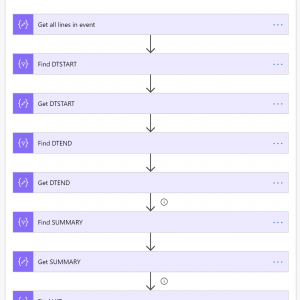 Get all lines in event
Find DTSTART
Get DTSTART
Find DTEND
Get DTEND
Find SUMMARY
Get SUMMARY